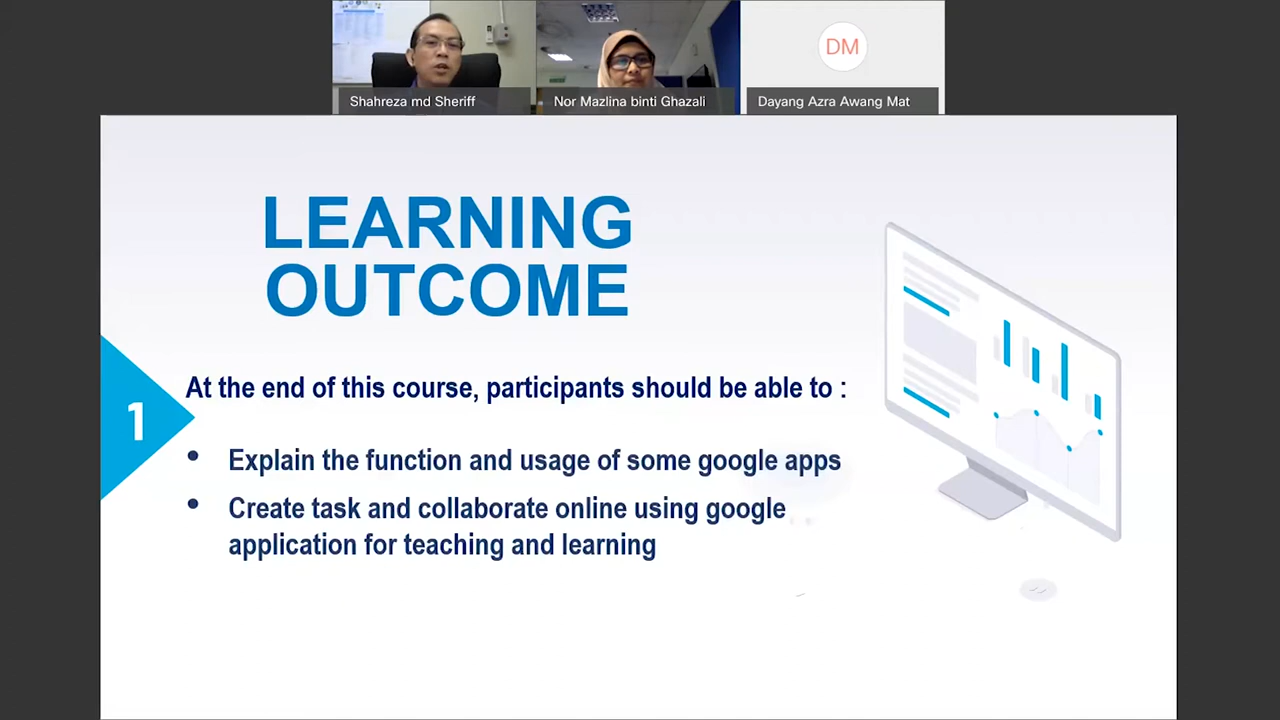 Shahreza md Sheriff
Nor Mazlina binti Ghazali
DM
Dayang Azra Awang Mat
LEARNING
OUTCOME
1
At the end of this course, participants should be able to :
• Explain the function and usage of some google apps
• Create task and collaborate online using google
application for teaching and learning